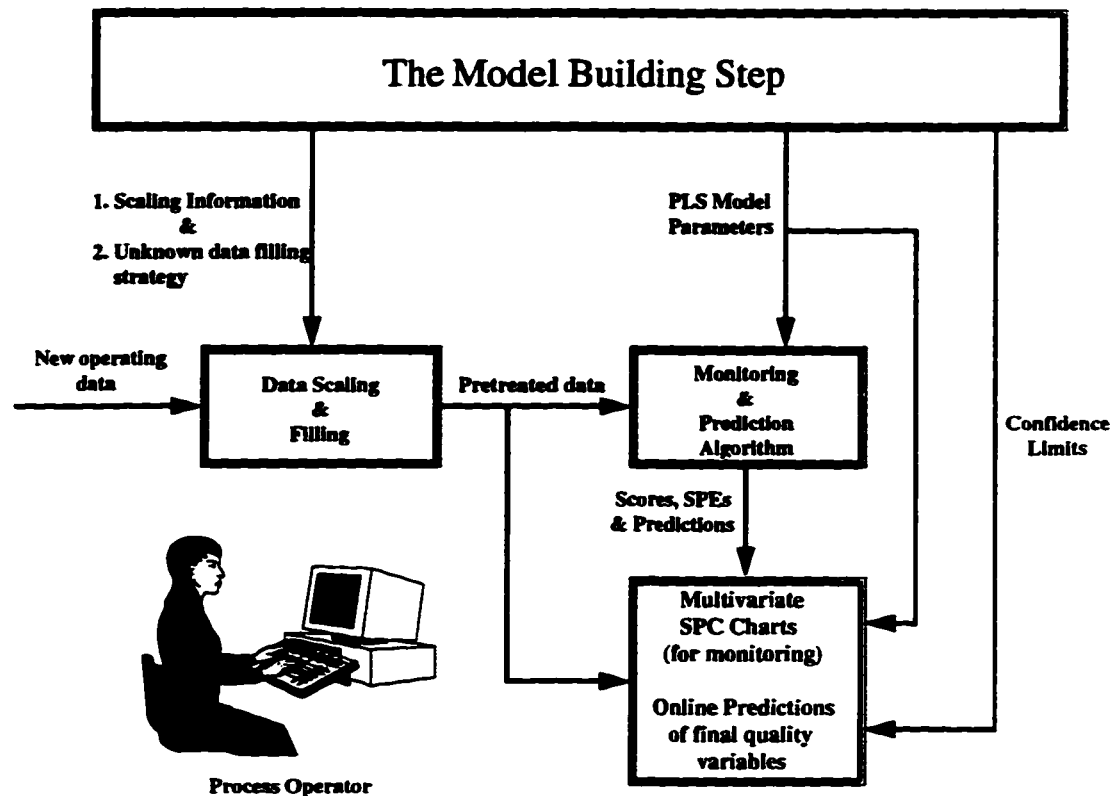 The Model Building Step
1. Scaling Information
&
2. Unknown data filling
strategy
PLS Model
Parameters
New operating
data
Data Scaling
&
Filling
Pretreated data
Monitoring
&
Prediction
Algorithm
Confidence
Limits
Scores, SPEs
& Predictions
Multivariate
SPC Charts
(for monitoring)
Online Predictions
of final quality
variables
Process Operator